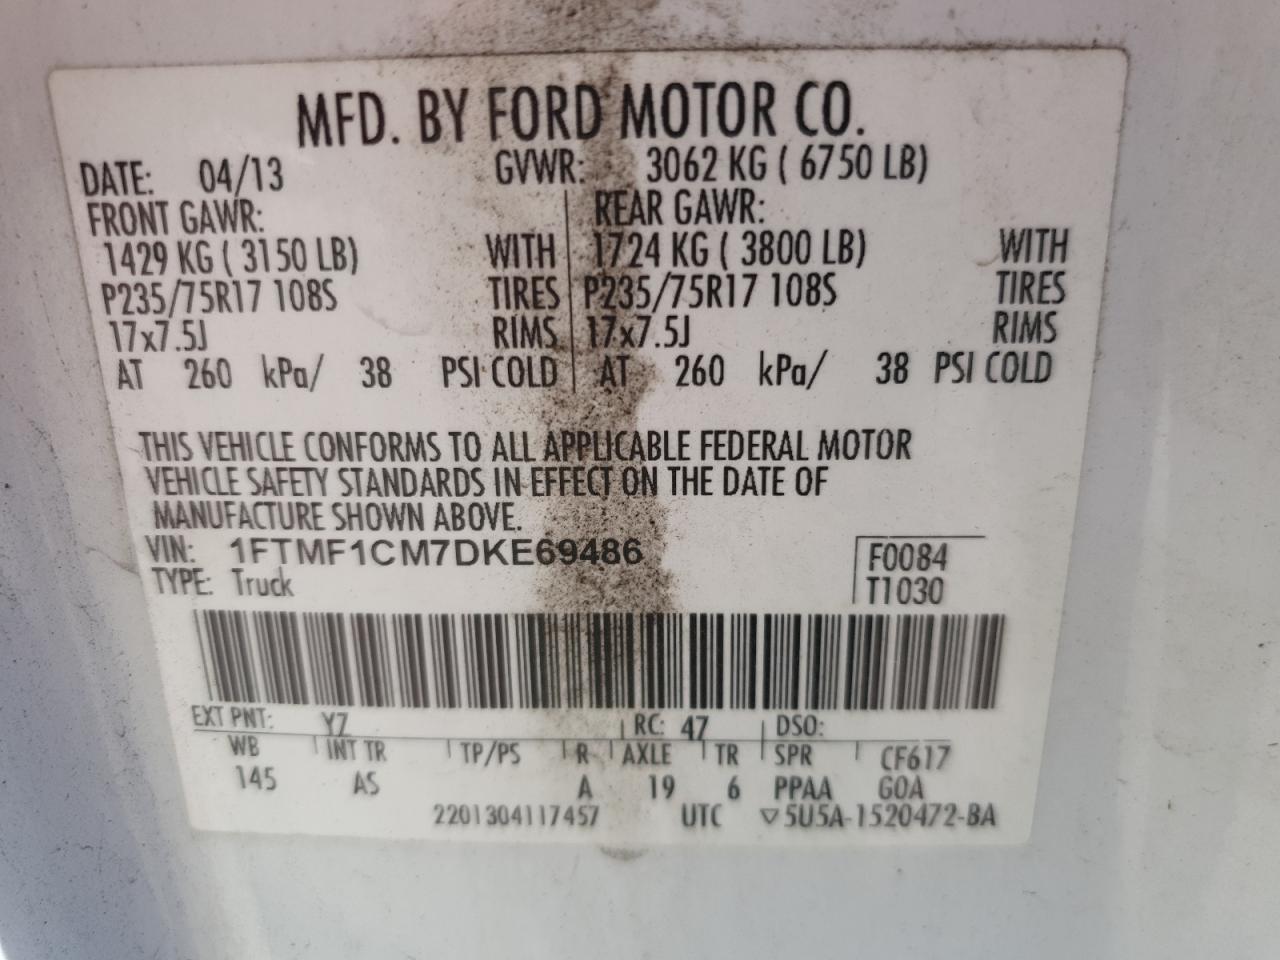 MFD. BY FORD MOTOR CO.
DATE: 04/13 GVWR: 3062 KG ( 6750 LB)
FRONT GAWR: REAR GAWR:
1429 KG ( 3150 LB) WITH 1724 KG ( 3800 LB) WITH
P235/75R17 108S TIRES P235/75R17 108S TIRES
17x7.5J RIMS 17x7.5J RIMS
AT 260 kPa/ 38 PSI COLD AT 260 kPa/ 38 PSI COLD
THIS VEHICLE CONFORMS TO ALL APPLICABLE FEDERAL MOTOR
VEHICLE SAFETY STANDARDS IN EFFECT ON THE DATE OF
MANUFACTURE SHOWN ABOVE.
VIN: 1FTMF1CM7DKE69486 F0084
TYPE: Truck T1030
EXT PNT: YZ RC: 47 DSO:
WB INT TR TP/PS R AXLE TR SPR CF617
145 AS A 19 6 PPAA GOA
2201304117457 UTC ▽5U5A-1520472-BA